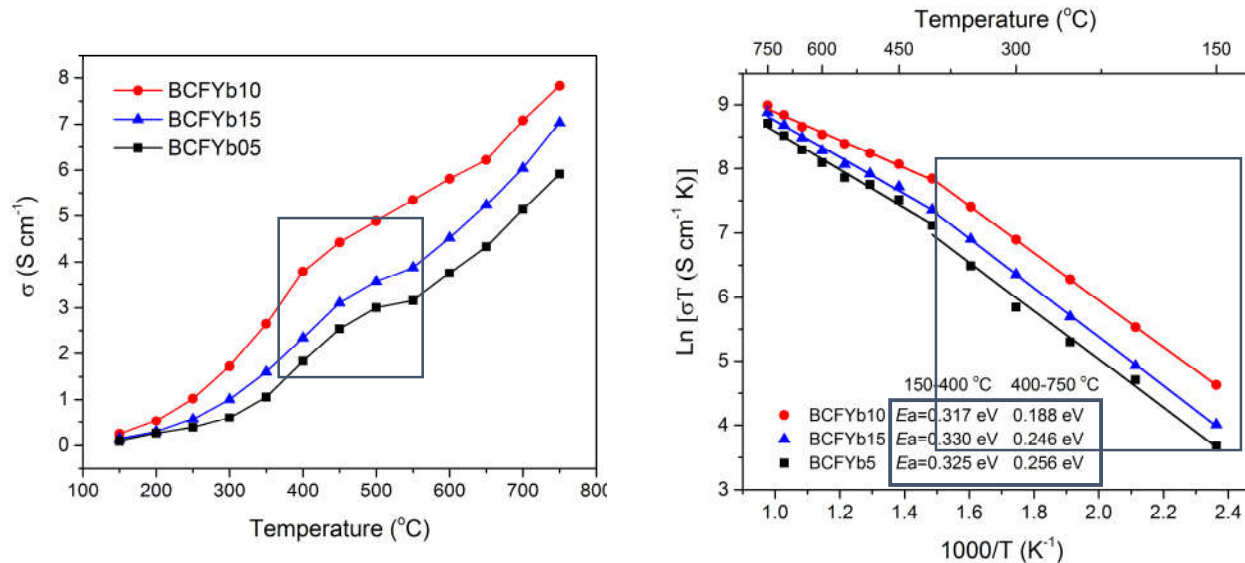 8
7
6
5
4
3
2
1
0
σ (S cm⁻¹)
BCFYb10
BCFYb15
BCFYb05
100 200 300 400 500 600 700 800
Temperature (°C)
Temperature (°C)
750 600 450 300 150
9
8
7
6
5
4
3
Ln [σT (S cm⁻¹ K)]
150-400 °C 400-750 °C
BCFYb10 Ea=0.317 eV 0.188 eV
BCFYb15 Ea=0.330 eV 0.246 eV
BCFYb5 Ea=0.325 eV 0.256 eV
1.0 1.2 1.4 1.6 1.8 2.0 2.2 2.4
1000/T (K⁻¹)